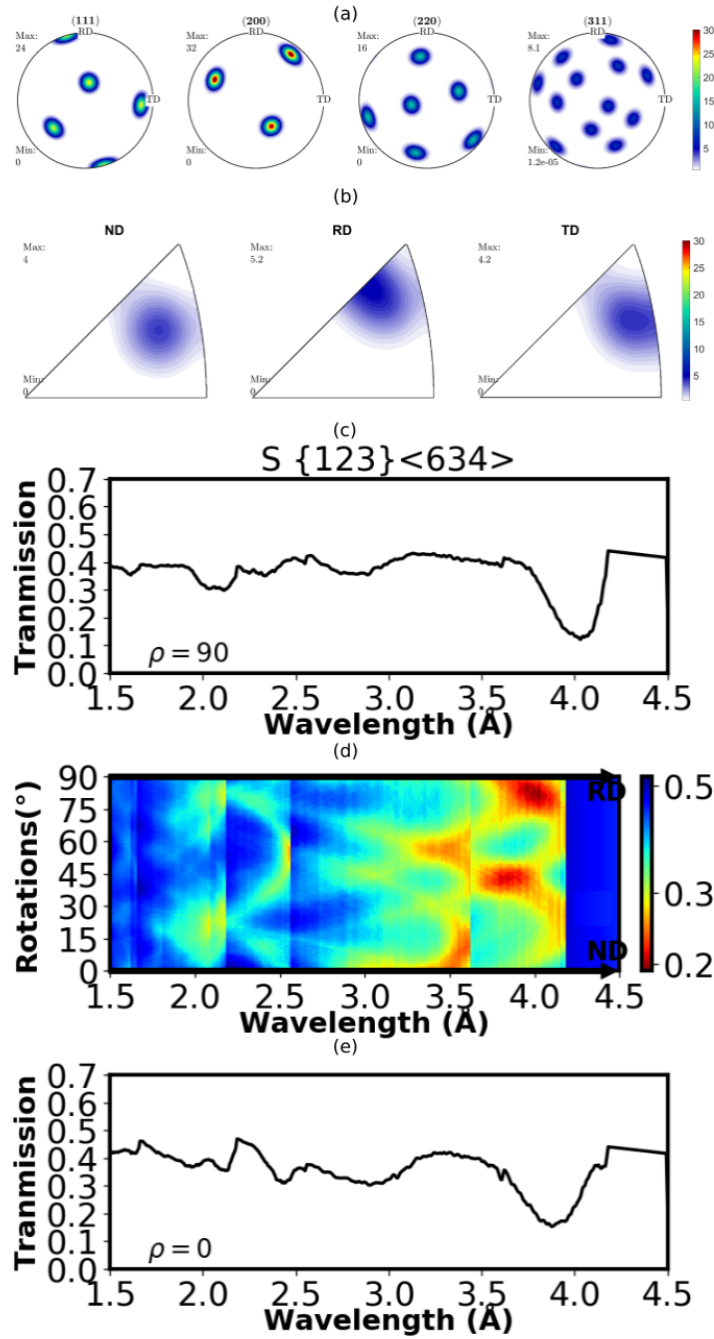 (a)
(111) (200) (220) (311)
RD RD RD RD
Max: Max: Max: Max:
24 32 16 8.1
TD TD TD TD
Min: Min: Min: Min:
0 0 0 1.2e-05
30
25
20
15
10
5
(b)
ND RD TD
Max: Max: Max:
4 5.2 4.2
Min: Min: Min:
0 0 0
30
25
20
15
10
5
(c)
S {123}<634>
Tranmission
0.7
0.6
0.5
0.4
0.3
0.2
0.1
0.0
ρ = 90
1.5 2.0 2.5 3.0 3.5 4.0 4.5
Wavelength (Å)
(d)
Rotations(°)
90
75
60
45
30
15
0
RD
ND
0.5
0.3
0.2
1.5 2.0 2.5 3.0 3.5 4.0 4.5
Wavelength (Å)
(e)
Tranmission
0.7
0.6
0.5
0.4
0.3
0.2
0.1
0.0
ρ = 0
1.5 2.0 2.5 3.0 3.5 4.0 4.5
Wavelength (Å)